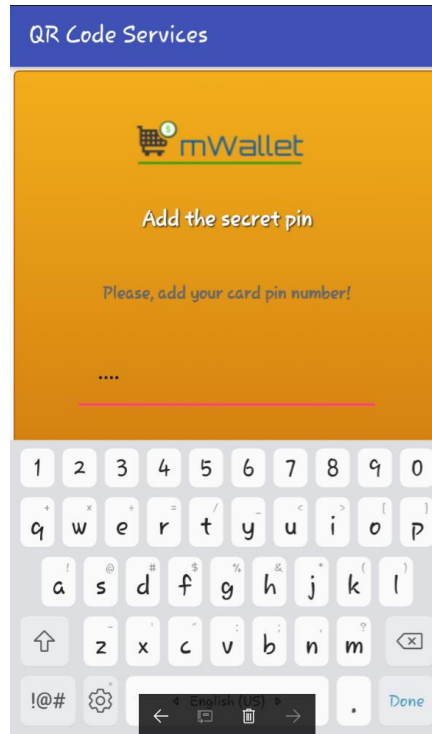 QR Code Services
$
mWallet
Add the secret pin
Please, add your card pin number!
....
1 2 3 4 5 6 7 8 9 0
+ × ÷ = / _ < > [ ]
q w e r t y u i o p
! @ # $ % & * ( )
a s d f g h j k l
- ' " : ; , ?
z x c v b n m
!@# English (US) . Done